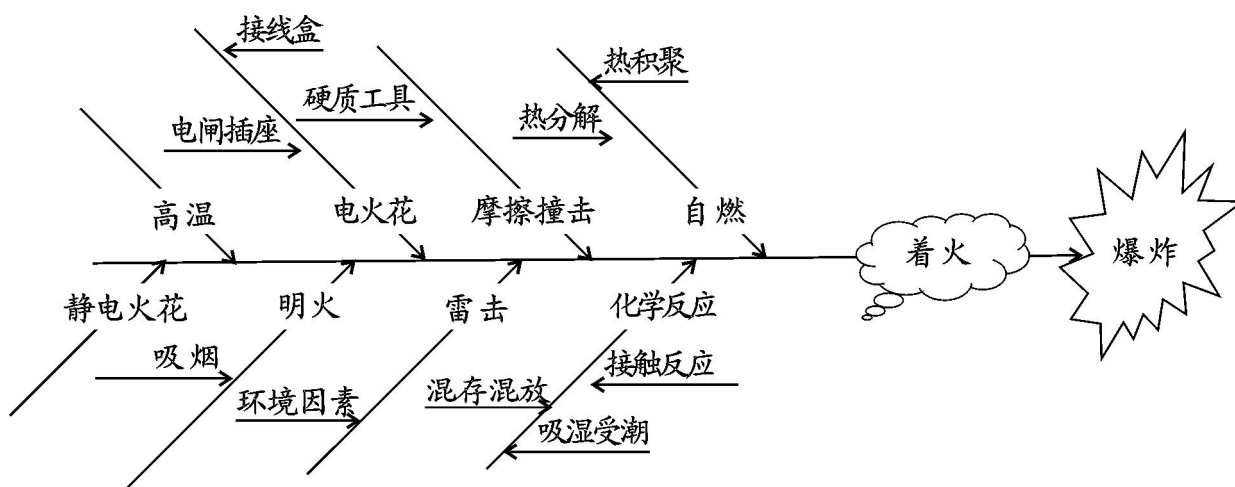 接线盒
热积聚
硬质工具
电闸插座
热分解
高温
电火花
摩擦撞击
自燃
着火
爆炸
静电火花
明火
雷击
化学反应
吸烟
接触反应
环境因素
混存混放
吸湿受潮